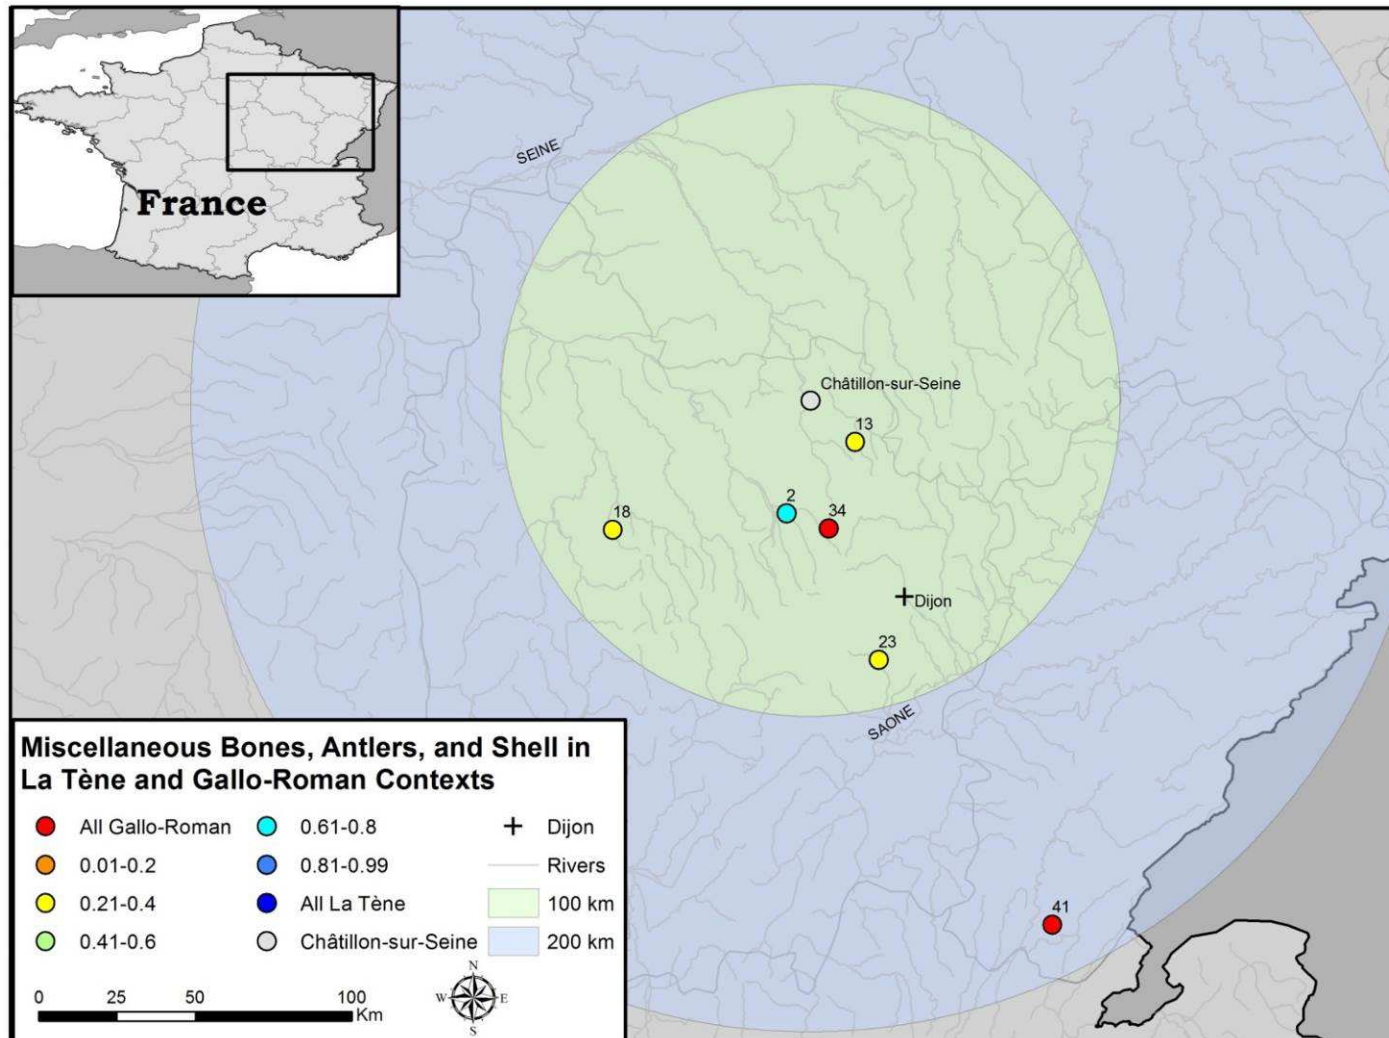 France
SEINE
Châtillon-sur-Seine
13
2
34
18
Dijon
23
SAONE
41
Miscellaneous Bones, Antlers, and Shell in
La Tène and Gallo-Roman Contexts
All Gallo-Roman
0.01-0.2
0.21-0.4
0.41-0.6
0.61-0.8
0.81-0.99
All La Tène
Châtillon-sur-Seine
Dijon
Rivers
100 km
200 km
0 25 50 100
Km
N
W E
S